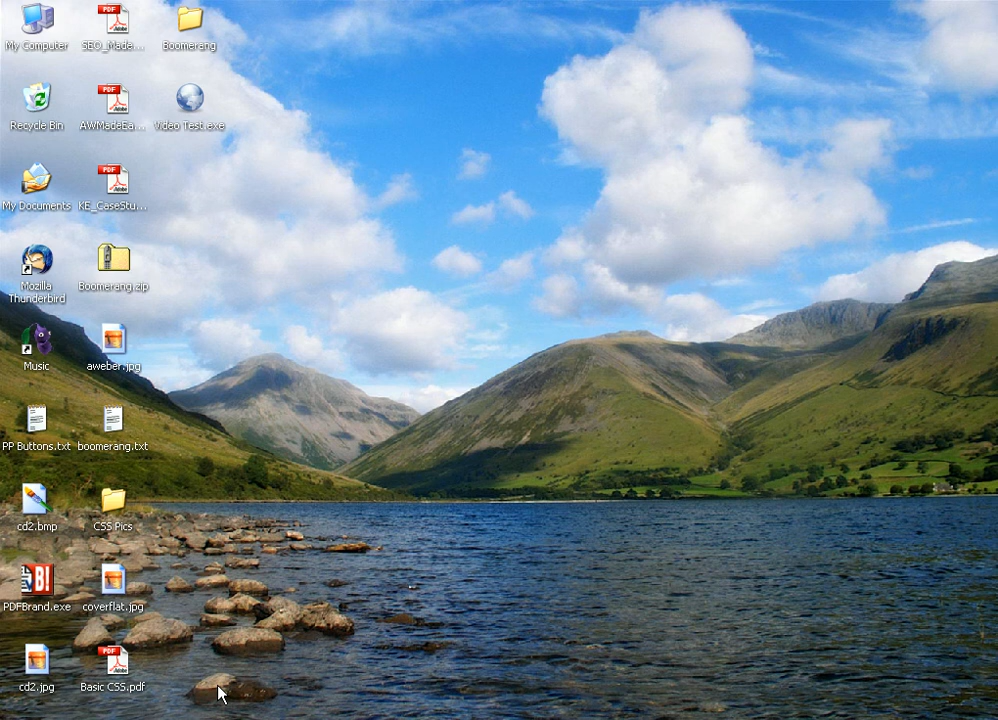 My Computer
SEO_Made...
Boomerang
Recycle Bin
AWMadeEa...
Video Test.exe
My Documents
KE_CaseStu...
Mozilla
Thunderbird
Boomerang.zip
Music
aweber.jpg
PP Buttons.txt
boomerang.txt
cd2.bmp
CSS Pics
PDFBrand.exe
coverflat.jpg
cd2.jpg
Basic CSS.pdf